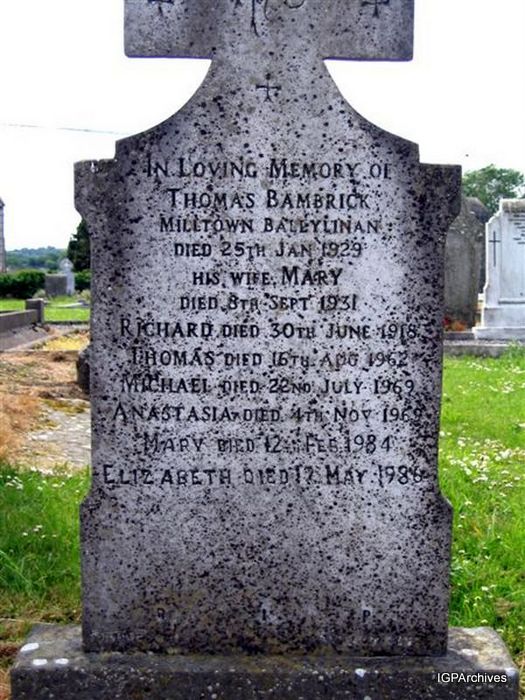 In Loving Memory of
Thomas Bambrick
Milltown Ballylinan
died 25th Jan 1929
his wife Mary
died 8th Sept 1931
Richard died 30th June 1918
Thomas died 16th Aug 1962
Michael died 22nd July 1969
Anastasia died 4th Nov 1969
Mary died 12th Feb 1984
Elizabeth died 17 May 1986
R I P
IGPArchives